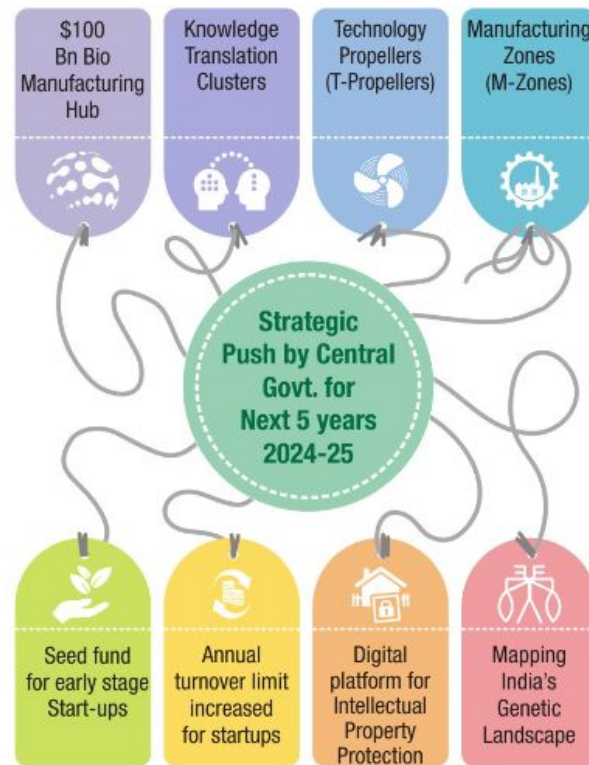 $100
Bn Bio
Manufacturing
Hub
Knowledge
Translation
Clusters
Technology
Propellers
(T-Propellers)
Manufacturing
Zones
(M-Zones)
Strategic
Push by Central
Govt. for
Next 5 years
2024-25
Seed fund
for early stage
Start-ups
Annual
turnover limit
increased
for startups
Digital
platform for
Intellectual
Property
Protection
Mapping
India's
Genetic
Landscape